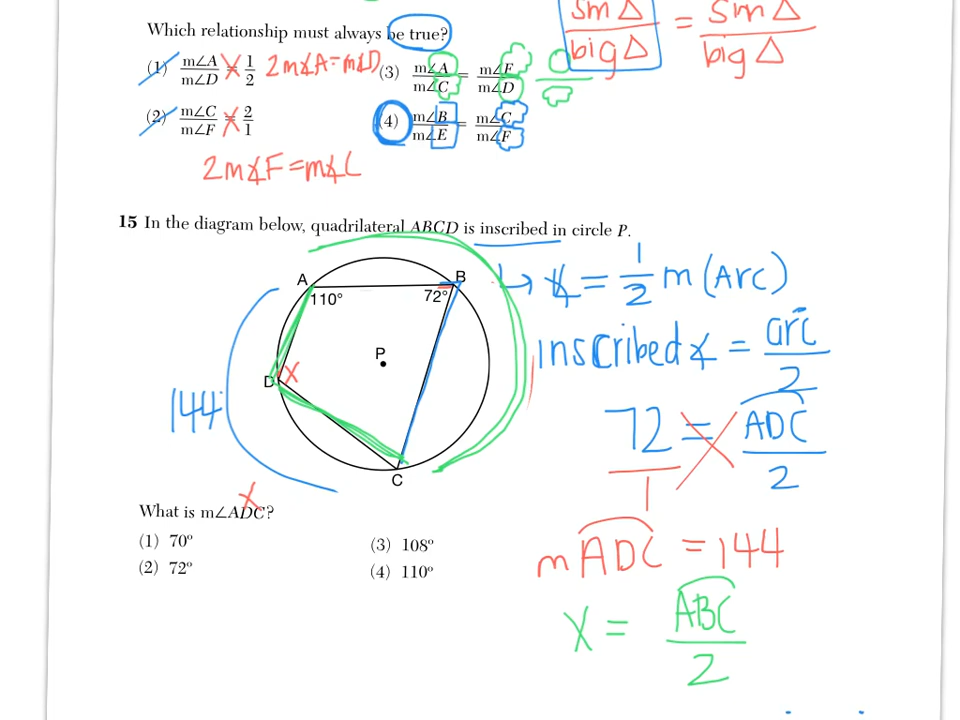 sm △ / big △ = sm △ / big △
Which relationship must always be true?
(1) m∠A / m∠D = 1 / 2 2m∡A=m∡D (3) m∠A / m∠C = m∠F / m∠D
(2) m∠C / m∠F = 2 / 1 (4) m∠B / m∠E = m∠C / m∠F
2m∡F=m∡C
15 In the diagram below, quadrilateral ABCD is inscribed in circle P.
A B
110° 72°
P
D x
C
144
∡ = 1/2 m(Arc)
inscribed ∡ = arc / 2
72 / 1 = ADC / 2
mADC = 144
x = ABC / 2
x
What is m∠ADC?
(1) 70° (3) 108°
(2) 72° (4) 110°